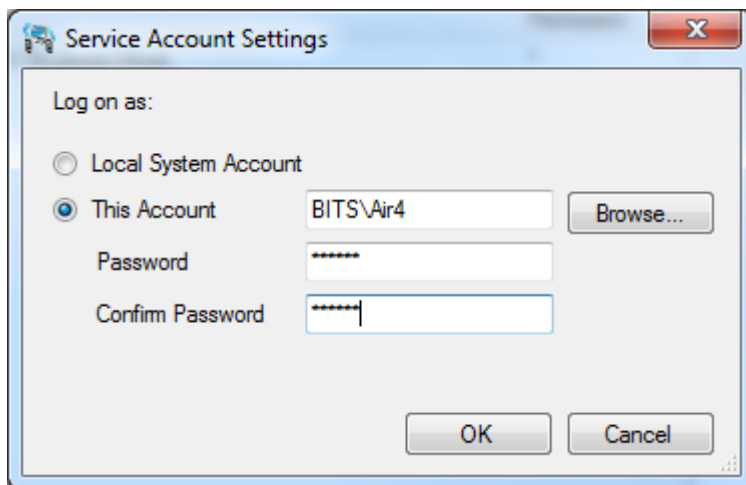 Service Account Settings
Log on as:
Local System Account
This Account BITS\Air4 Browse...
Password ******
Confirm Password ******
OK Cancel